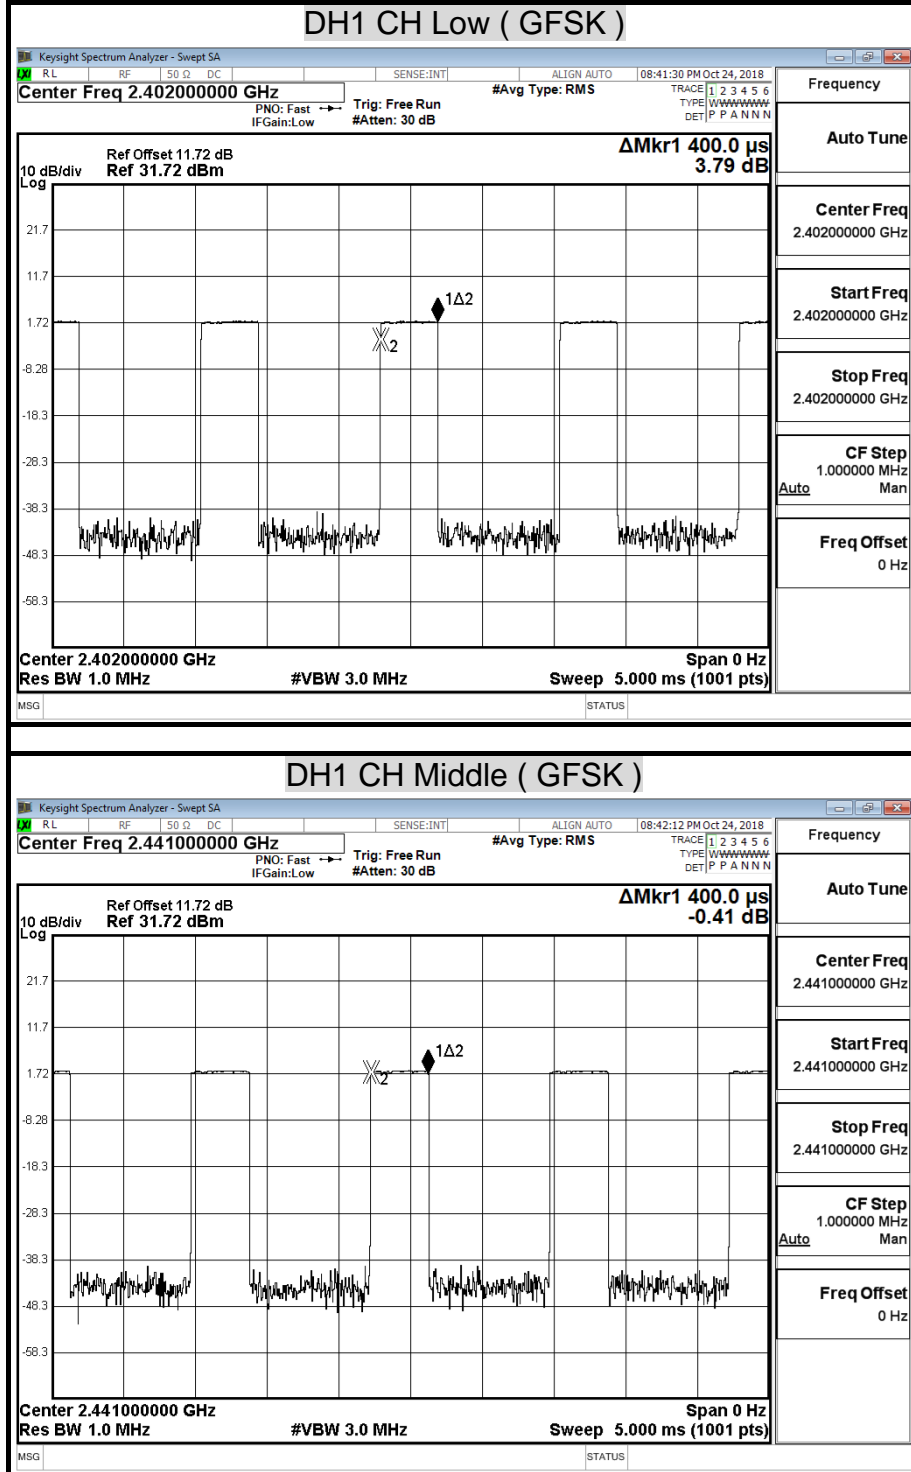 DH1 CH Low ( GFSK )
Keysight Spectrum Analyzer - Swept SA
LXI RL RF 50 Ω DC SENSE:INT ALIGN AUTO 08:41:30 PM Oct 24, 2018
Center Freq 2.402000000 GHz #Avg Type: RMS TRACE 1 2 3 4 5 6
PNO: Fast Trig: Free Run TYPE WWWWWW
IFGain:Low #Atten: 30 dB DET P P A N N N
Frequency
Auto Tune
ΔMkr1 400.0 µs
3.79 dB
Ref Offset 11.72 dB
10 dB/div Ref 31.72 dBm
Log
21.7
11.7
1.72
-8.28
-18.3
-28.3
-38.3
-48.3
-58.3
1Δ2
2
Center Freq
2.402000000 GHz
Start Freq
2.402000000 GHz
Stop Freq
2.402000000 GHz
CF Step
1.000000 MHz
Auto Man
Freq Offset
0 Hz
Center 2.402000000 GHz Span 0 Hz
Res BW 1.0 MHz #VBW 3.0 MHz Sweep 5.000 ms (1001 pts)
MSG STATUS
DH1 CH Middle ( GFSK )
Keysight Spectrum Analyzer - Swept SA
LXI RL RF 50 Ω DC SENSE:INT ALIGN AUTO 08:42:12 PM Oct 24, 2018
Center Freq 2.441000000 GHz #Avg Type: RMS TRACE 1 2 3 4 5 6
PNO: Fast Trig: Free Run TYPE WWWWWW
IFGain:Low #Atten: 30 dB DET P P A N N N
Frequency
Auto Tune
ΔMkr1 400.0 µs
-0.41 dB
Ref Offset 11.72 dB
10 dB/div Ref 31.72 dBm
Log
21.7
11.7
1.72
-8.28
-18.3
-28.3
-38.3
-48.3
-58.3
1Δ2
2
Center Freq
2.441000000 GHz
Start Freq
2.441000000 GHz
Stop Freq
2.441000000 GHz
CF Step
1.000000 MHz
Auto Man
Freq Offset
0 Hz
Center 2.441000000 GHz Span 0 Hz
Res BW 1.0 MHz #VBW 3.0 MHz Sweep 5.000 ms (1001 pts)
MSG STATUS